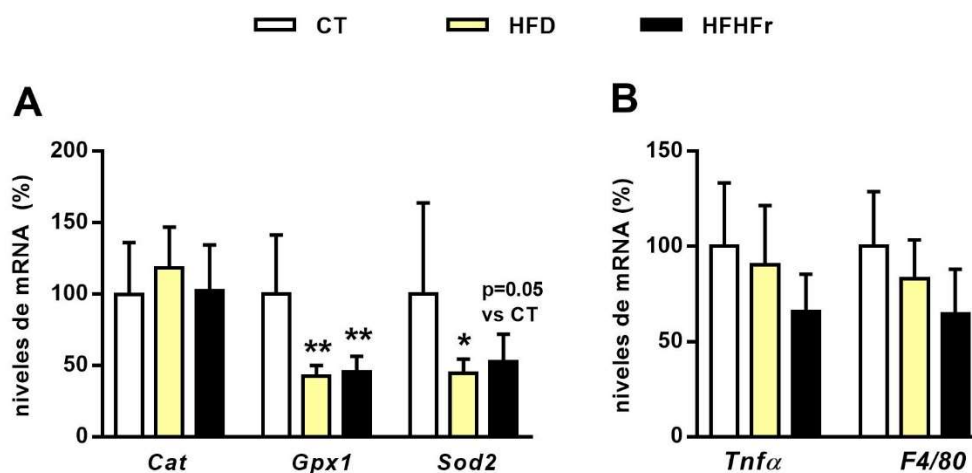 CT HFD HFHFr
A
niveles de mRNA (%)
200
150
100
50
0
** ** * p=0.05
vs CT
Cat Gpx1 Sod2
B
niveles de mRNA (%)
150
100
50
0
Tnfα F4/80